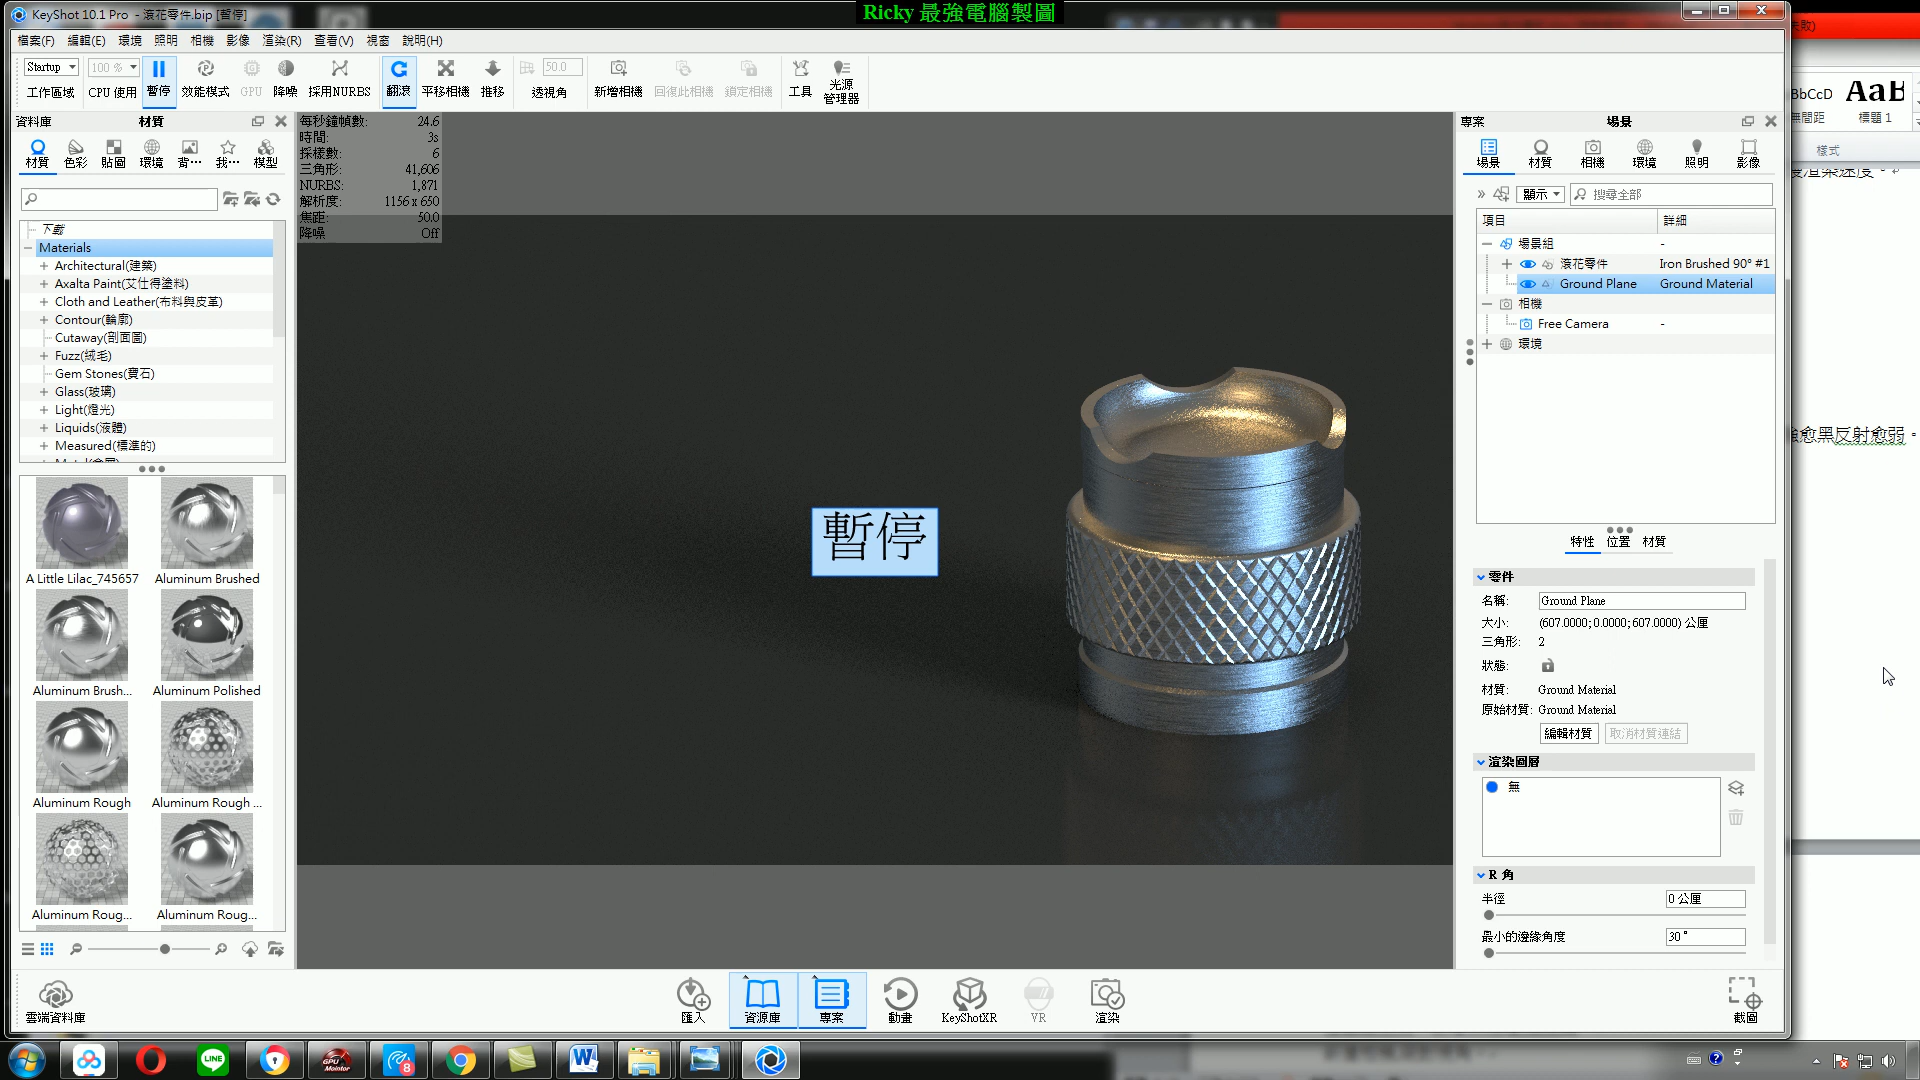 KeyShot 10.1 Pro - 滾花零件.bip [暫停]
Ricky 最強電腦製圖
檔案(F) 編輯(E) 環境 照明 相機 影像 渲染(R) 查看(V) 視窗 說明(H)
Startup 100 % 50.0
工作區域 CPU 使用 暫停 效能模式 GPU 降噪 採用NURBS 翻滾 平移相機 推移 透視角 新增相機 回復此相機 鎖定相機 工具 光源管理器
資料庫 材質
材質 色彩 貼圖 環境 背… 我… 模型
下載
Materials
Architectural(建築)
Axalta Paint(艾仕得塗料)
Cloth and Leather(布料與皮革)
Contour(輪廓)
Cutaway(剖面圖)
Fuzz(絨毛)
Gem Stones(寶石)
Glass(玻璃)
Light(燈光)
Liquids(液體)
Measured(標準的)
A Little Lilac_745657 Aluminum Brushed
Aluminum Brush... Aluminum Polished
Aluminum Rough Aluminum Rough ...
Aluminum Roug... Aluminum Roug...
雲端資料庫
每秒鐘幀數: 24.6
時間: 3s
採樣數: 6
三角形: 41,606
NURBS: 1,871
解析度: 1156 x 650
焦距: 50.0
降噪 Off
暫停
匯入 資源庫 專案 動畫 KeyShotXR VR 渲染 截圖
專案 場景
場景 材質 相機 環境 照明 影像
顯示 搜尋全部
項目 詳細
場景組 -
滾花零件 Iron Brushed 90° #1
Ground Plane Ground Material
相機
Free Camera -
環境
特性 位置 材質
零件
名稱: Ground Plane
大小: (607.0000; 0.0000; 607.0000) 公厘
三角形: 2
狀態:
材質: Ground Material
原始材質: Ground Material
編輯材質 取消材質連結
渲染圖層
無
R 角
半徑 0 公厘
最小的邊緣角度 30°
BbCcD AaB
無間距 標題 1
樣式
愈黑反射愈弱。
LINE
GPU Mointor
8